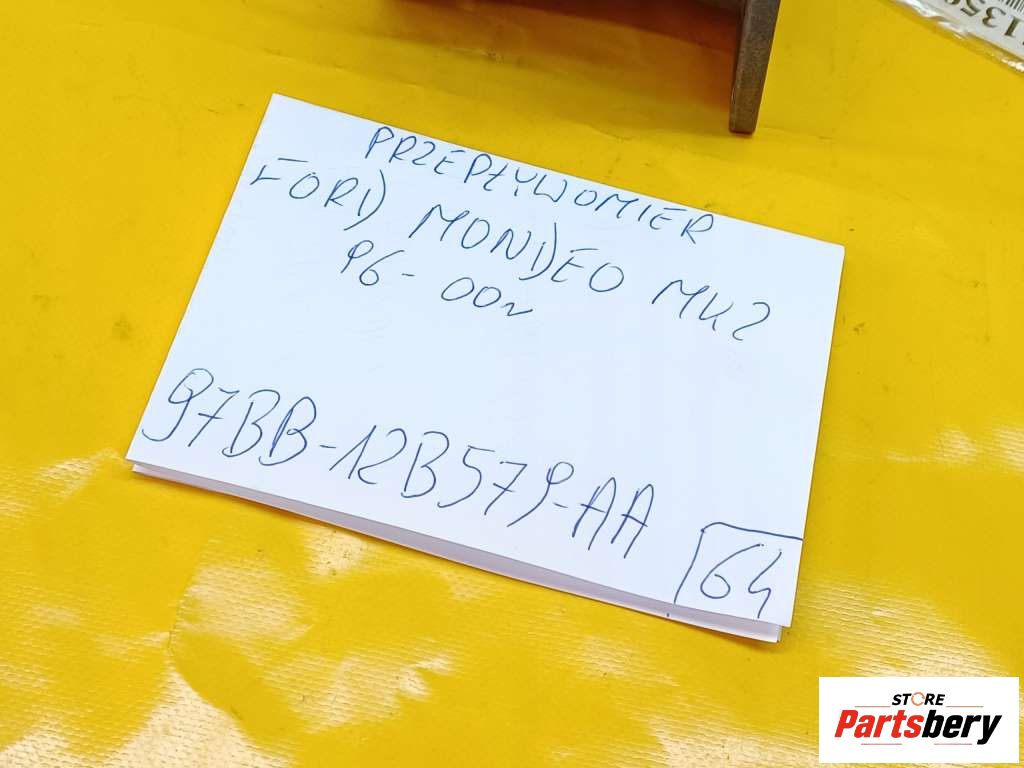 PRZEPŁYWOMIER
FORD MONDEO MK2
96-00r
97BB-12B579-AA
64
STORE
Partsbery